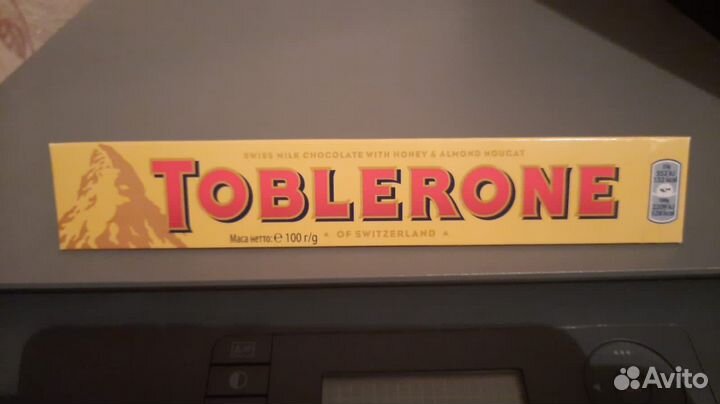 SWISS MILK CHOCOLATE WITH HONEY & ALMOND NOUGAT
TOBLERONE
Маса нетто: ℮ 100 г/g
OF SWITZERLAND
Avito